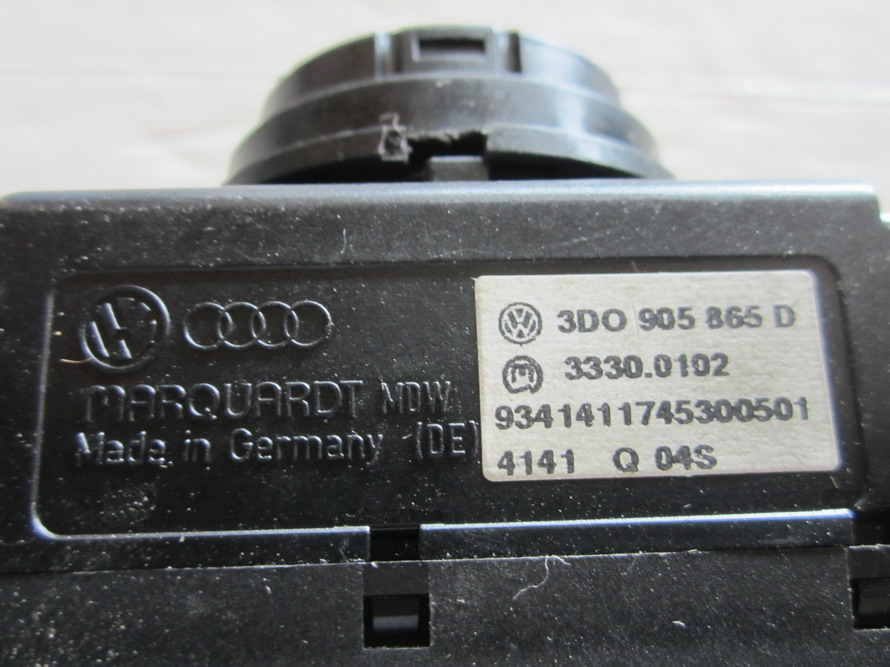 MARQUARDT MDW
Made in Germany (DE)
3D0 905 865 D
3330.0102
9341411745300501
4141 Q 04S